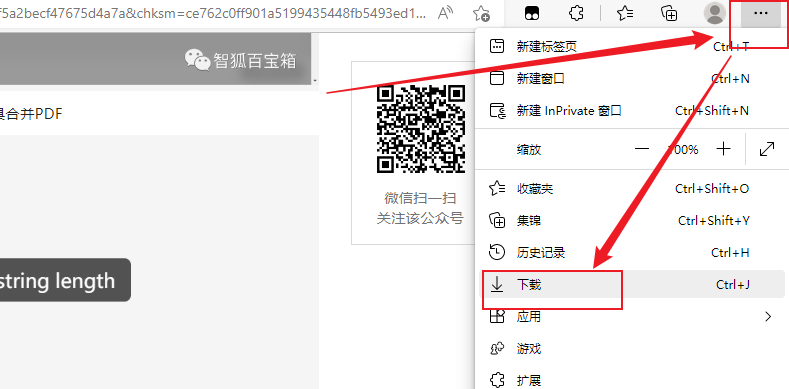 f5a2becf47675d4a7a&chksm=ce762c0ff901a5199435448fb5493ed1...
智狐百宝箱
具合并PDF
微信扫一扫
关注该公众号
string length
新建标签页 Ctrl+T
新建窗口 Ctrl+N
新建 InPrivate 窗口 Ctrl+Shift+N
缩放 100%
收藏夹 Ctrl+Shift+O
集锦 Ctrl+Shift+Y
历史记录 Ctrl+H
下载 Ctrl+J
应用
游戏
扩展